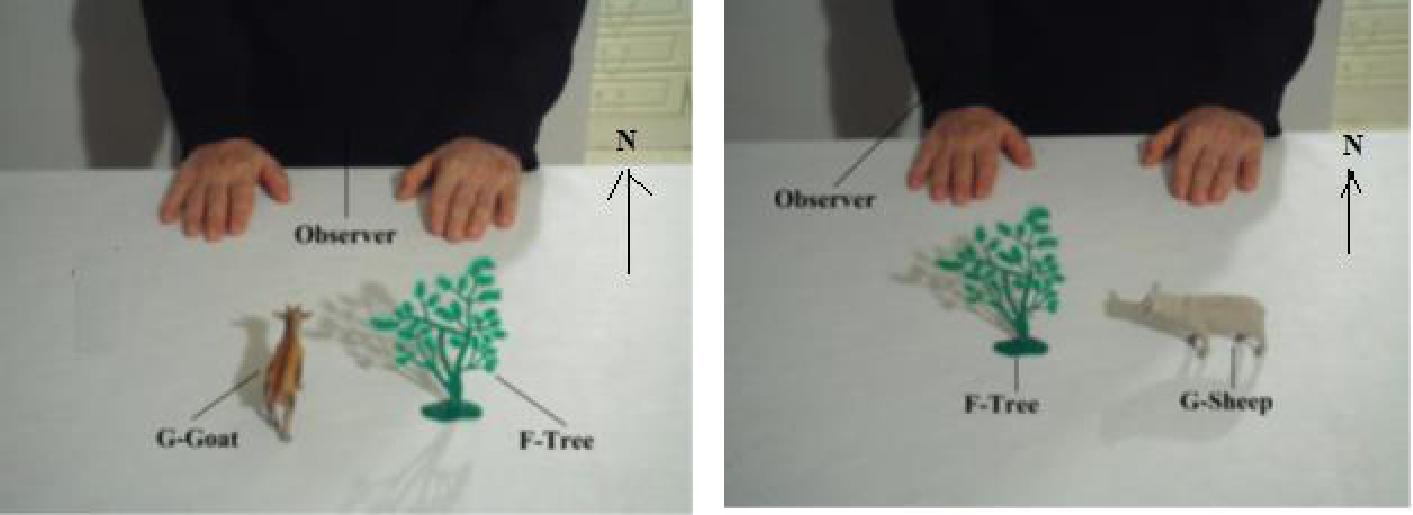 N
Observer
G-Goat
F-Tree
N
Observer
F-Tree
G-Sheep